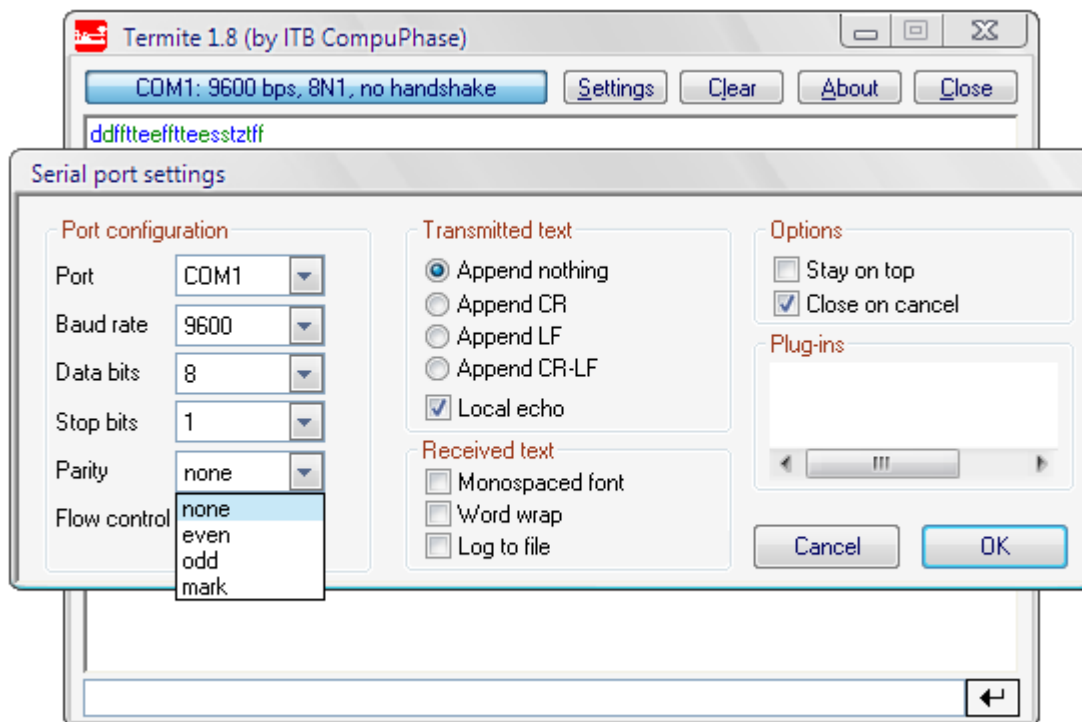 Termite 1.8 (by ITB CompuPhase)
COM1: 9600 bps, 8N1, no handshake
Settings
Clear
About
Close
ddfftteefftteesstztff
Serial port settings
Port configuration
Port
COM1
Baud rate
9600
Data bits
8
Stop bits
1
Parity
none
none
even
odd
mark
Flow control
Transmitted text
Append nothing
Append CR
Append LF
Append CR-LF
Local echo
Received text
Monospaced font
Word wrap
Log to file
Options
Stay on top
Close on cancel
Plug-ins
Cancel
OK